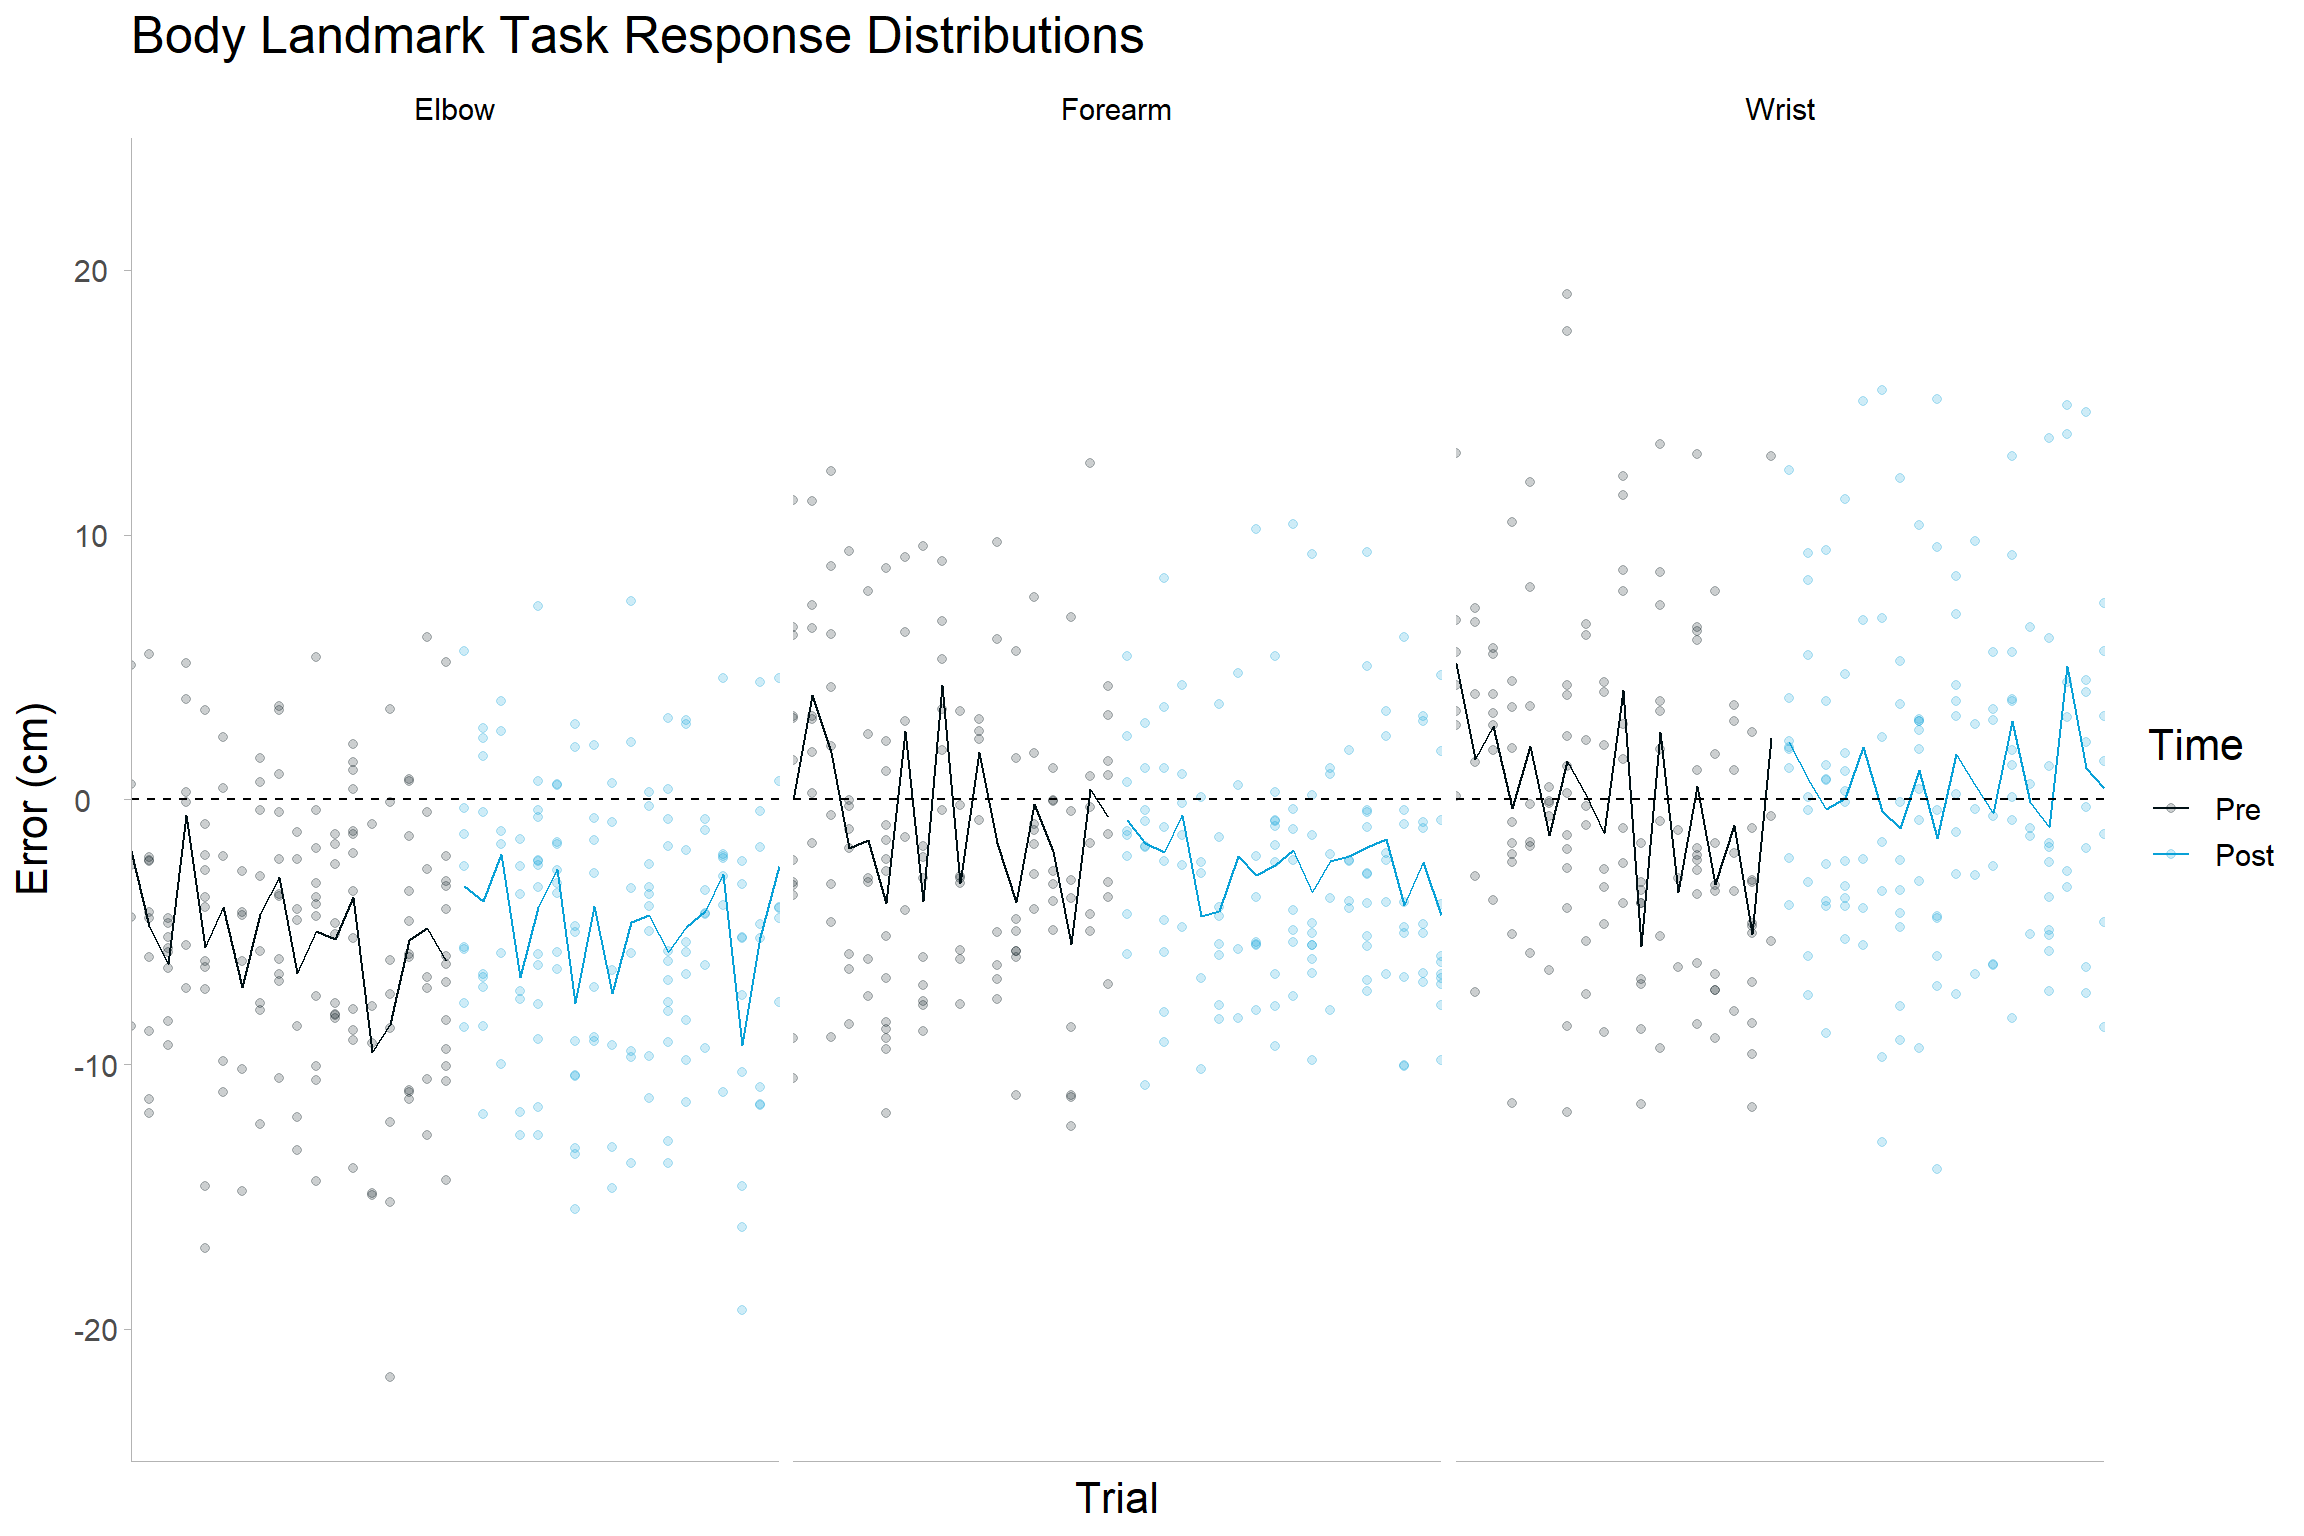 Body Landmark Task Response Distributions
Elbow
Forearm
Wrist
20
10
0
-10
-20
Error (cm)
Trial
Time
Pre
Post